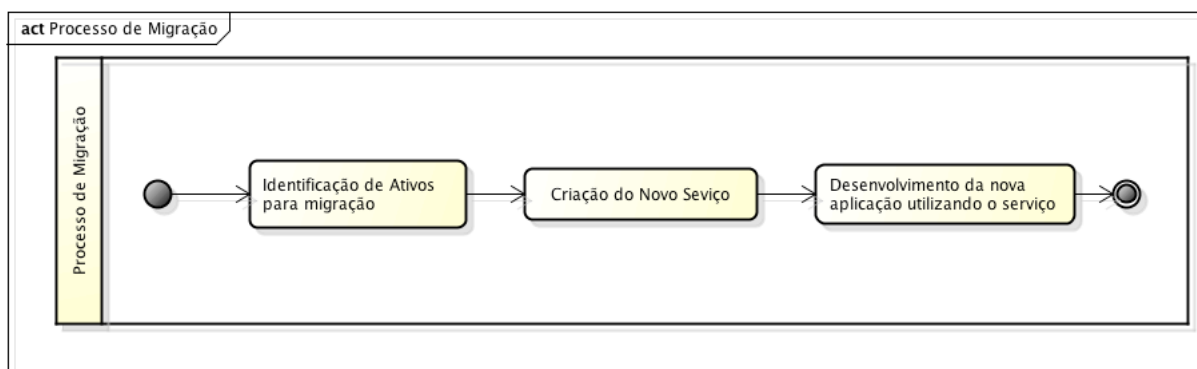 act Processo de Migração
Processo de Migração
Identificação de Ativos
para migração
Criação do Novo Seviço
Desenvolvimento da nova
aplicação utilizando o serviço